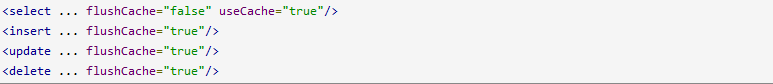 <select ... flushCache="false" useCache="true"/>
<insert ... flushCache="true"/>
<update ... flushCache="true"/>
<delete ... flushCache="true"/>